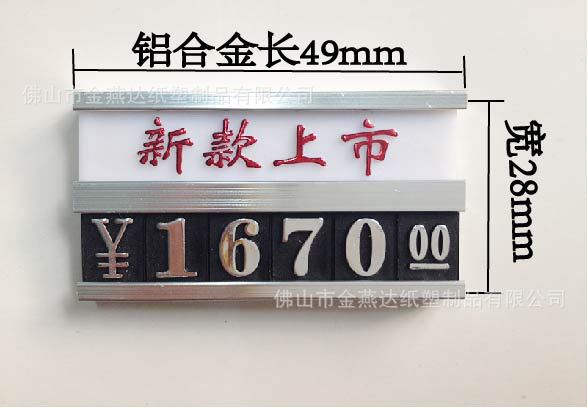 铝合金长49mm
佛山市金燕达纸塑制品有限公司
新款上市
宽28mm
¥167000
佛山市金燕达纸塑制品有限公司